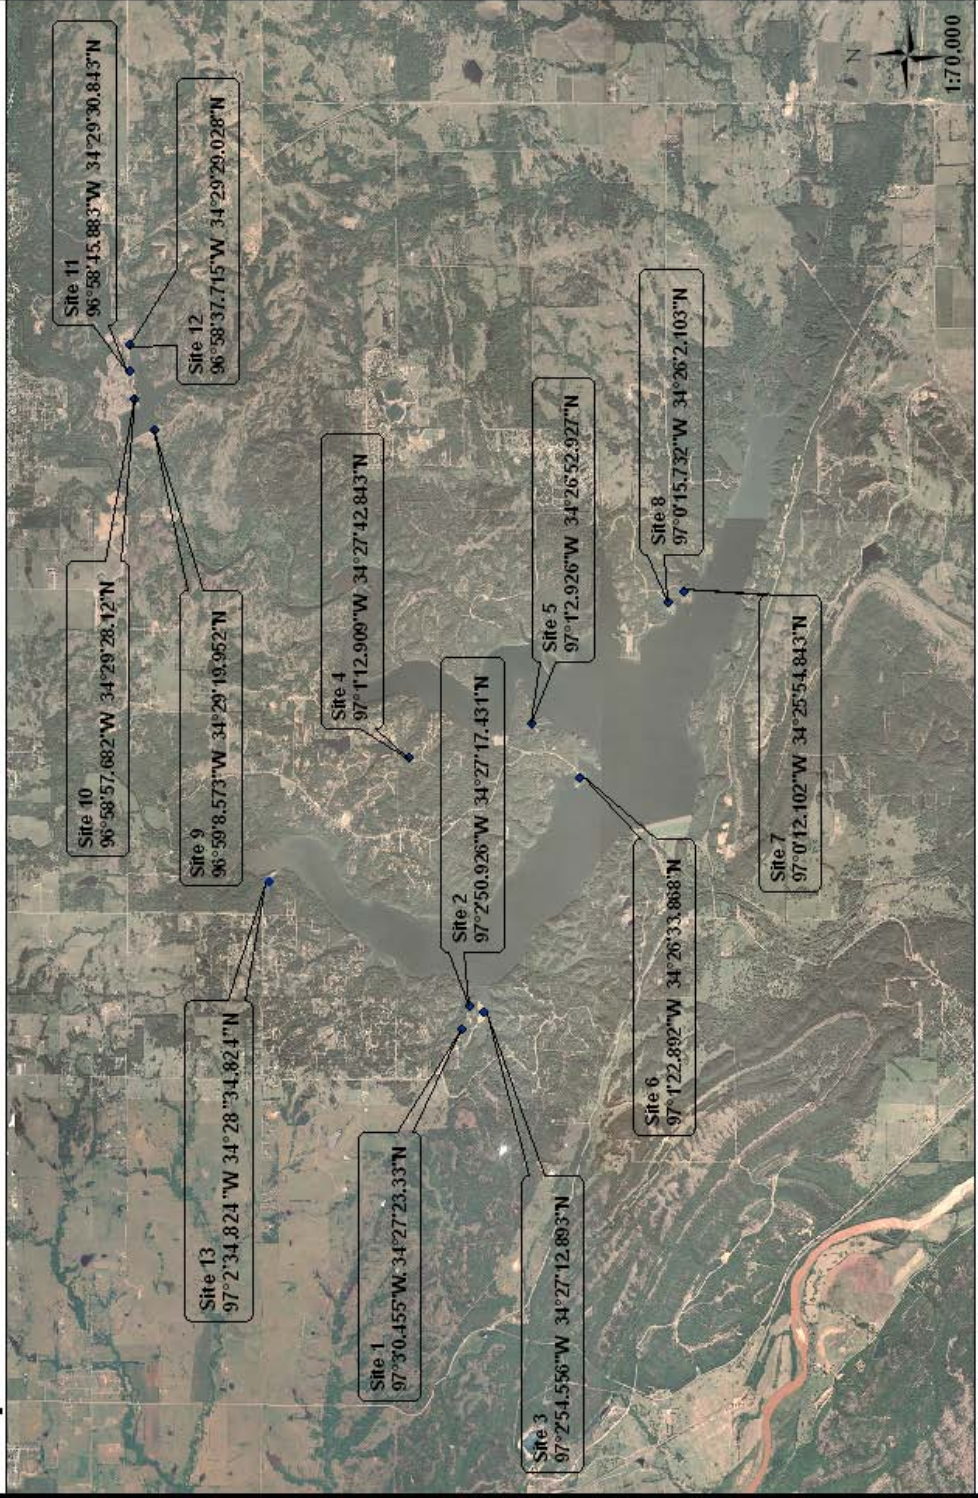 Site 11
96°58'45.883"W 34°29'30.843"N
Site 12
96°58'37.715"W 34°29'29.028"N
Site 10
96°58'57.682"W 34°29'28.12"N
Site 9
96°59'8.573"W 34°29'19.952"N
Site 13
97°2'34.824 "W 34°28 "34.824"N
Site 4
97°1'12.909"W 34°27'42.843"N
Site 1
97°3'0.455"W 34°27'23.33"N
Site 2
97°2'50.926"W 34°27'17.431"N
Site 3
97°2'54.556"W 34°27'12.893"N
Site 5
97°1'2.926"W 34°26'52.927"N
Site 6
97°1'22.892"W 34°26'33.868"N
Site 8
97°0'15.732"W 34°26'2.103"N
Site 7
97°0'12.102"W 34°25'54.843"N
N
1:70,000